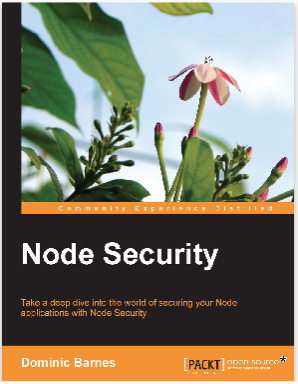 Community Experience Distilled
Node Security
Take a deep dive into the world of securing your Node
applications with Node Security
Dominic Barnes
[PACKT] open source*
PUBLISHING